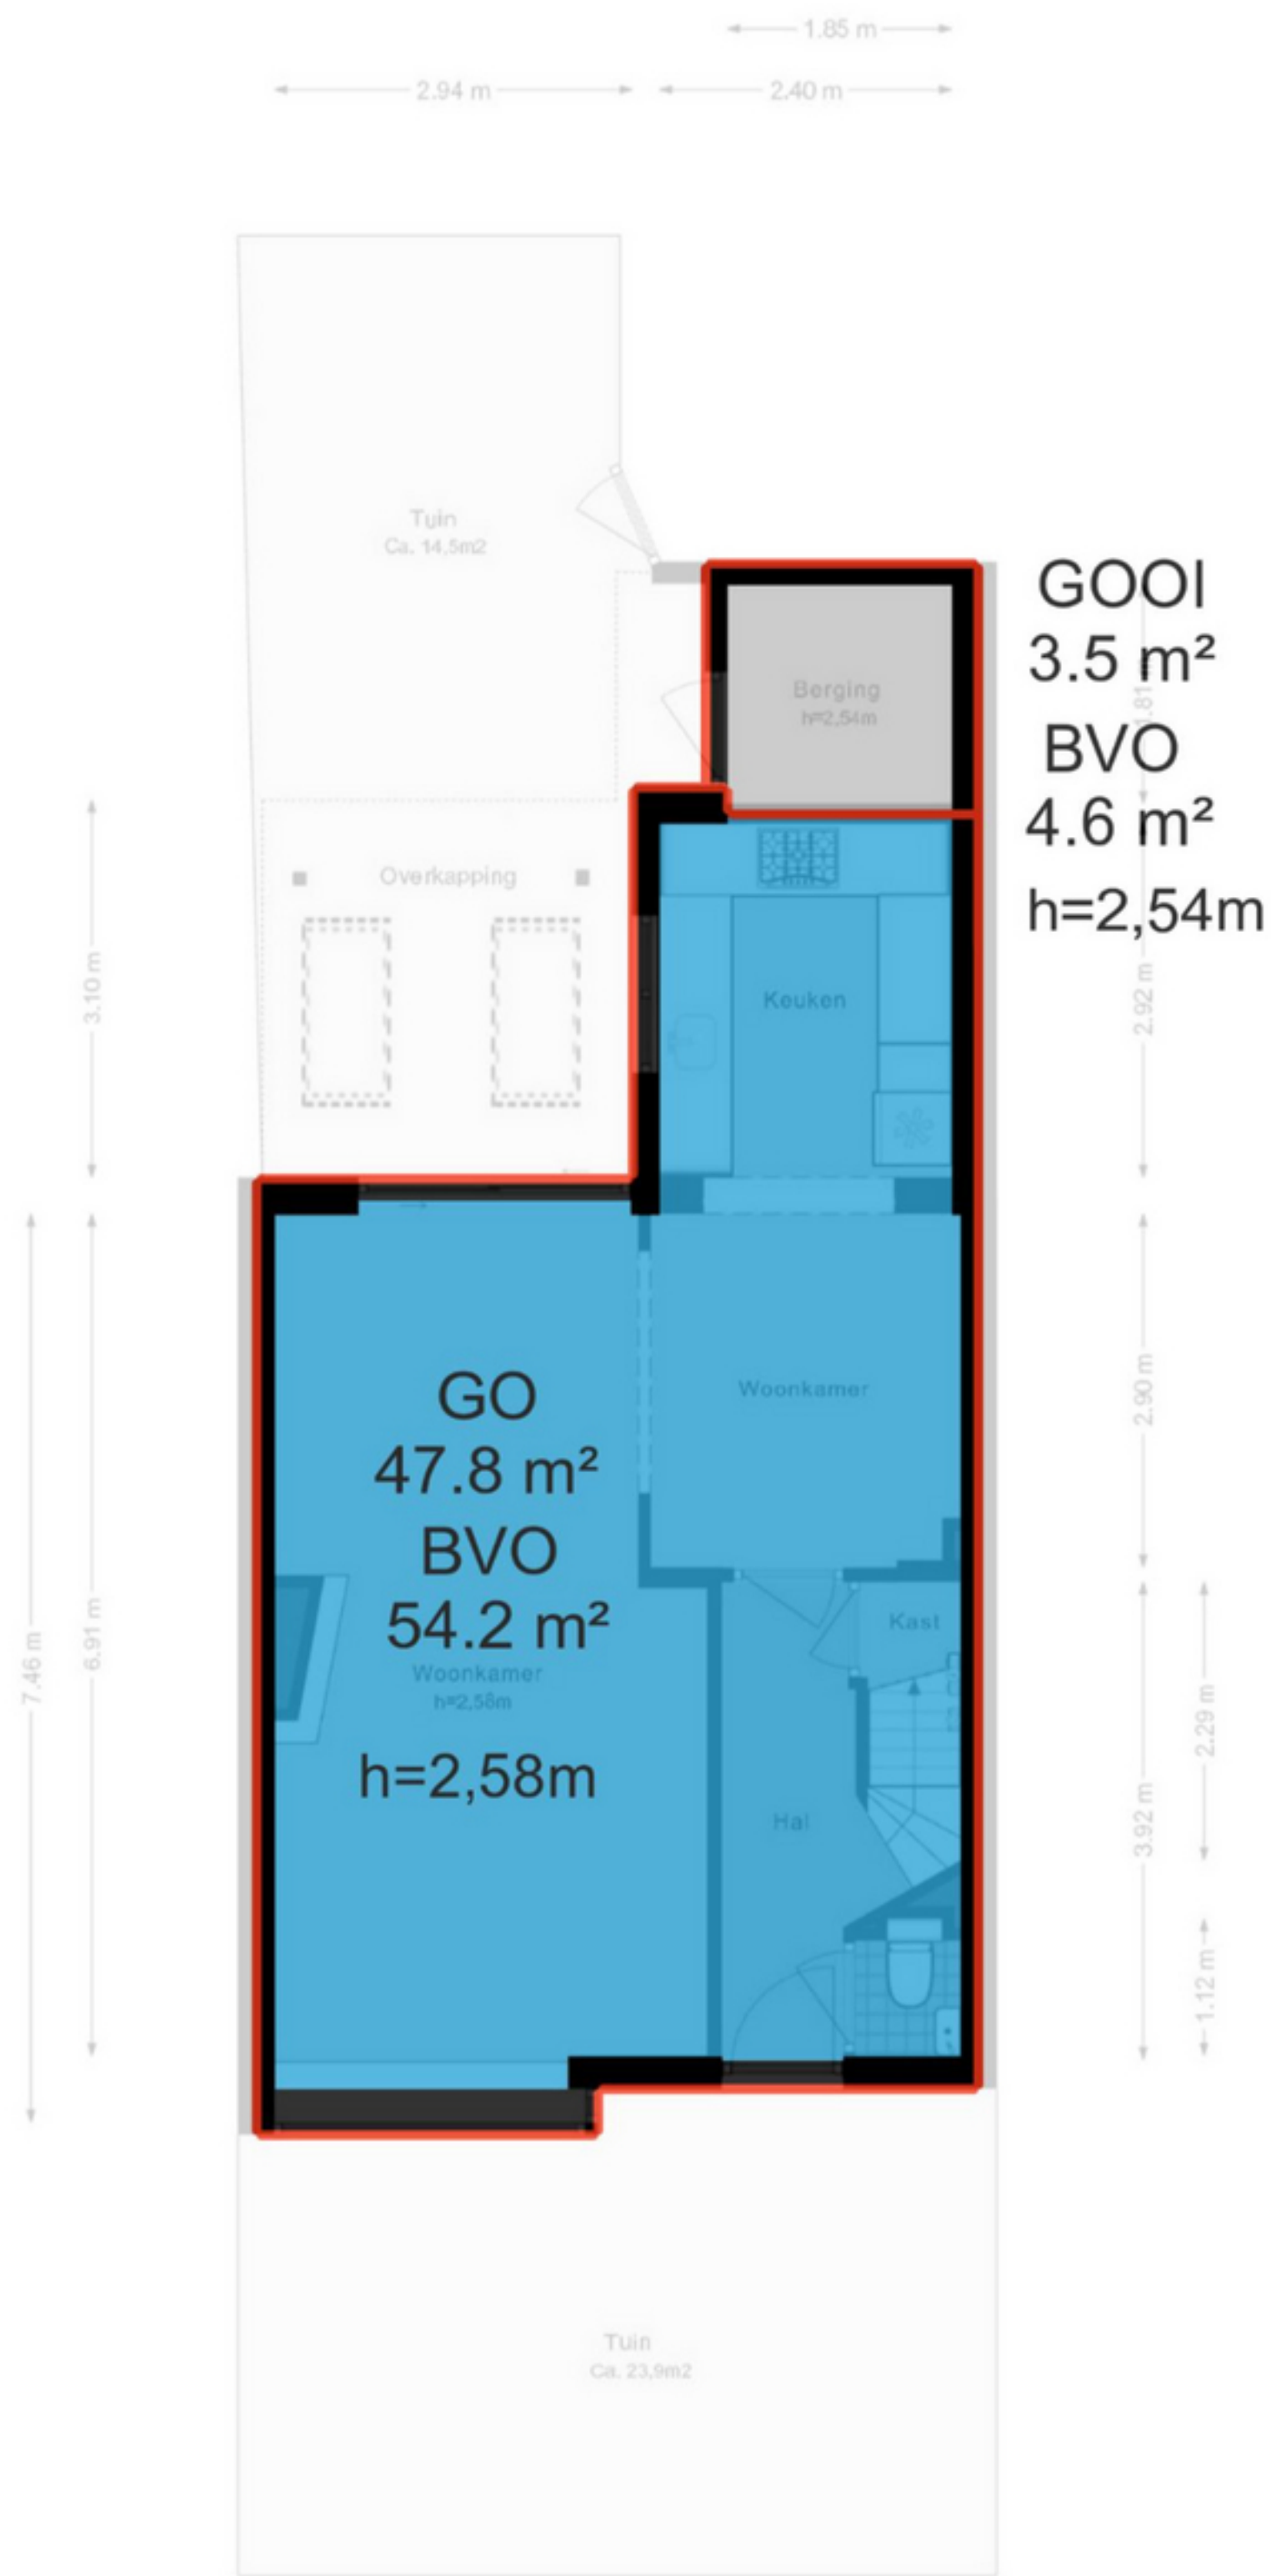 1.85 m
2.94 m
2.40 m
Tuin
Ca. 14,5m2
GOOI
3.5 m²
BVO
4.6 m²
h=2,54m
1.81
Berging
h=2,54m
Overkapping
3.10 m
Keuken
2.92 m
Woonkamer
2.90 m
GO
47.8 m²
BVO
54.2 m²
Woonkamer
h=2,58m
h=2,58m
Kast
Hal
7.46 m
6.91 m
3.92 m
2.29 m
1.12 m
Tuin
Ca. 23,9m2